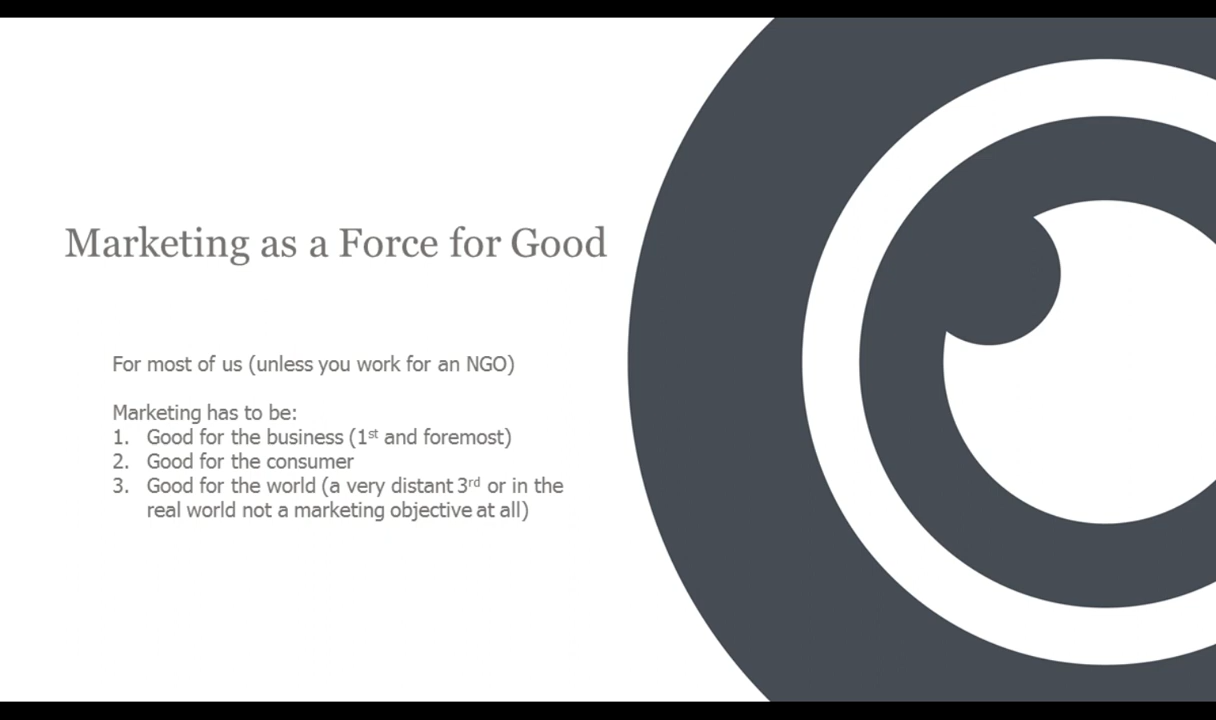 Marketing as a Force for Good
For most of us (unless you work for an NGO)
Marketing has to be:
1. Good for the business (1st and foremost)
2. Good for the consumer
3. Good for the world (a very distant 3rd or in the
real world not a marketing objective at all)